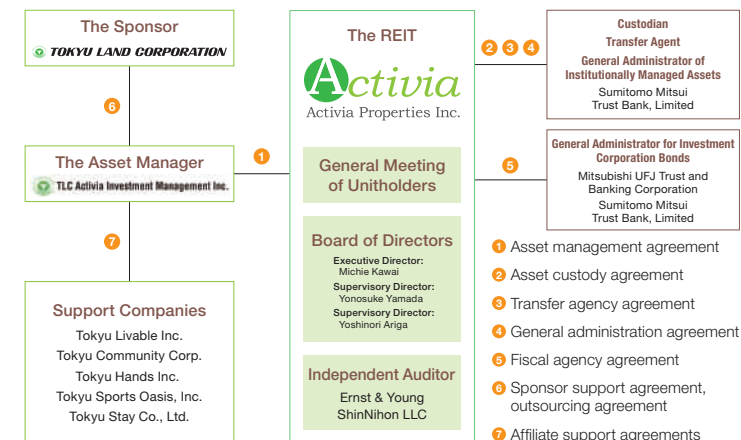 The Sponsor
TOKYU LAND CORPORATION
6
The Asset Manager
TLC Activia Investment Management Inc.
7
Support Companies
Tokyu Livable Inc.
Tokyu Community Corp.
Tokyu Hands Inc.
Tokyu Sports Oasis, Inc.
Tokyu Stay Co., Ltd.
1
The REIT
Activia
Activia Properties Inc.
General Meeting
of Unitholders
Board of Directors
Executive Director:
Michie Kawai
Supervisory Director:
Yonosuke Yamada
Supervisory Director:
Yoshinori Ariga
Independent Auditor
Ernst & Young
ShinNihon LLC
2 3 4
Custodian
Transfer Agent
General Administrator of
Institutionally Managed Assets
Sumitomo Mitsui
Trust Bank, Limited
5
General Administrator for Investment
Corporation Bonds
Mitsubishi UFJ Trust and
Banking Corporation
Sumitomo Mitsui
Trust Bank, Limited
1 Asset management agreement
2 Asset custody agreement
3 Transfer agency agreement
4 General administration agreement
5 Fiscal agency agreement
6 Sponsor support agreement,
outsourcing agreement
7 Affiliate support agreements